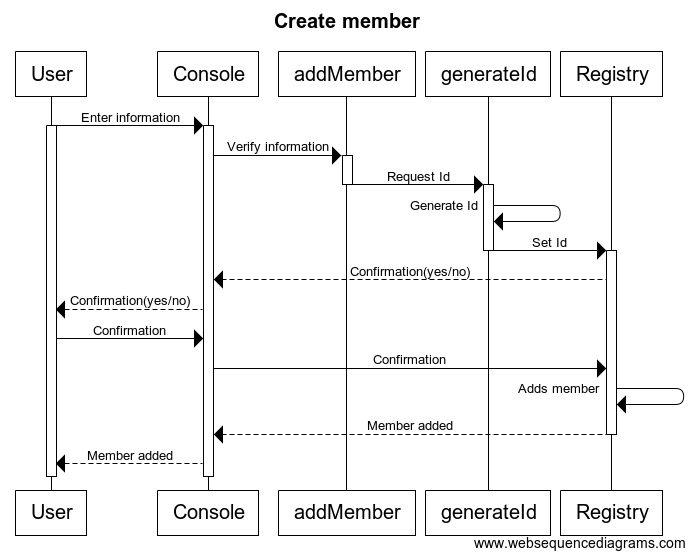 Create member
User
Console
addMember
generateId
Registry
Enter information
Verify information
Request Id
Generate Id
Set Id
Confirmation(yes/no)
Confirmation(yes/no)
Confirmation
Confirmation
Adds member
Member added
Member added
User
Console
addMember
generateId
Registry
www.websequencediagrams.com